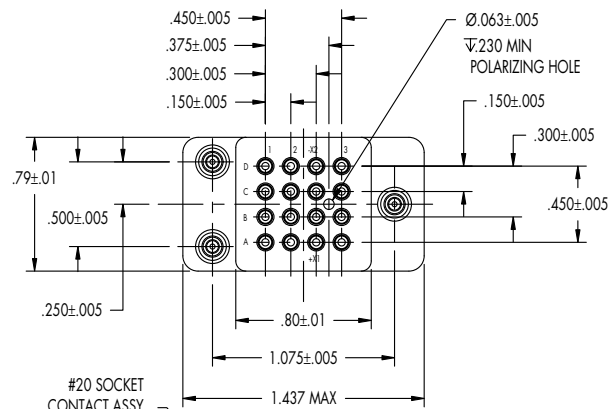 .450±.005
.375±.005
.300±.005
.150±.005
Ø.063±.005
↧.230 MIN
POLARIZING HOLE
.150±.005
.300±.005
.450±.005
.79±.01
.500±.005
.250±.005
1 2 -X2 3
D
C
B
A
+X1
.80±.01
1.075±.005
1.437 MAX
#20 SOCKET
CONTACT ASSY